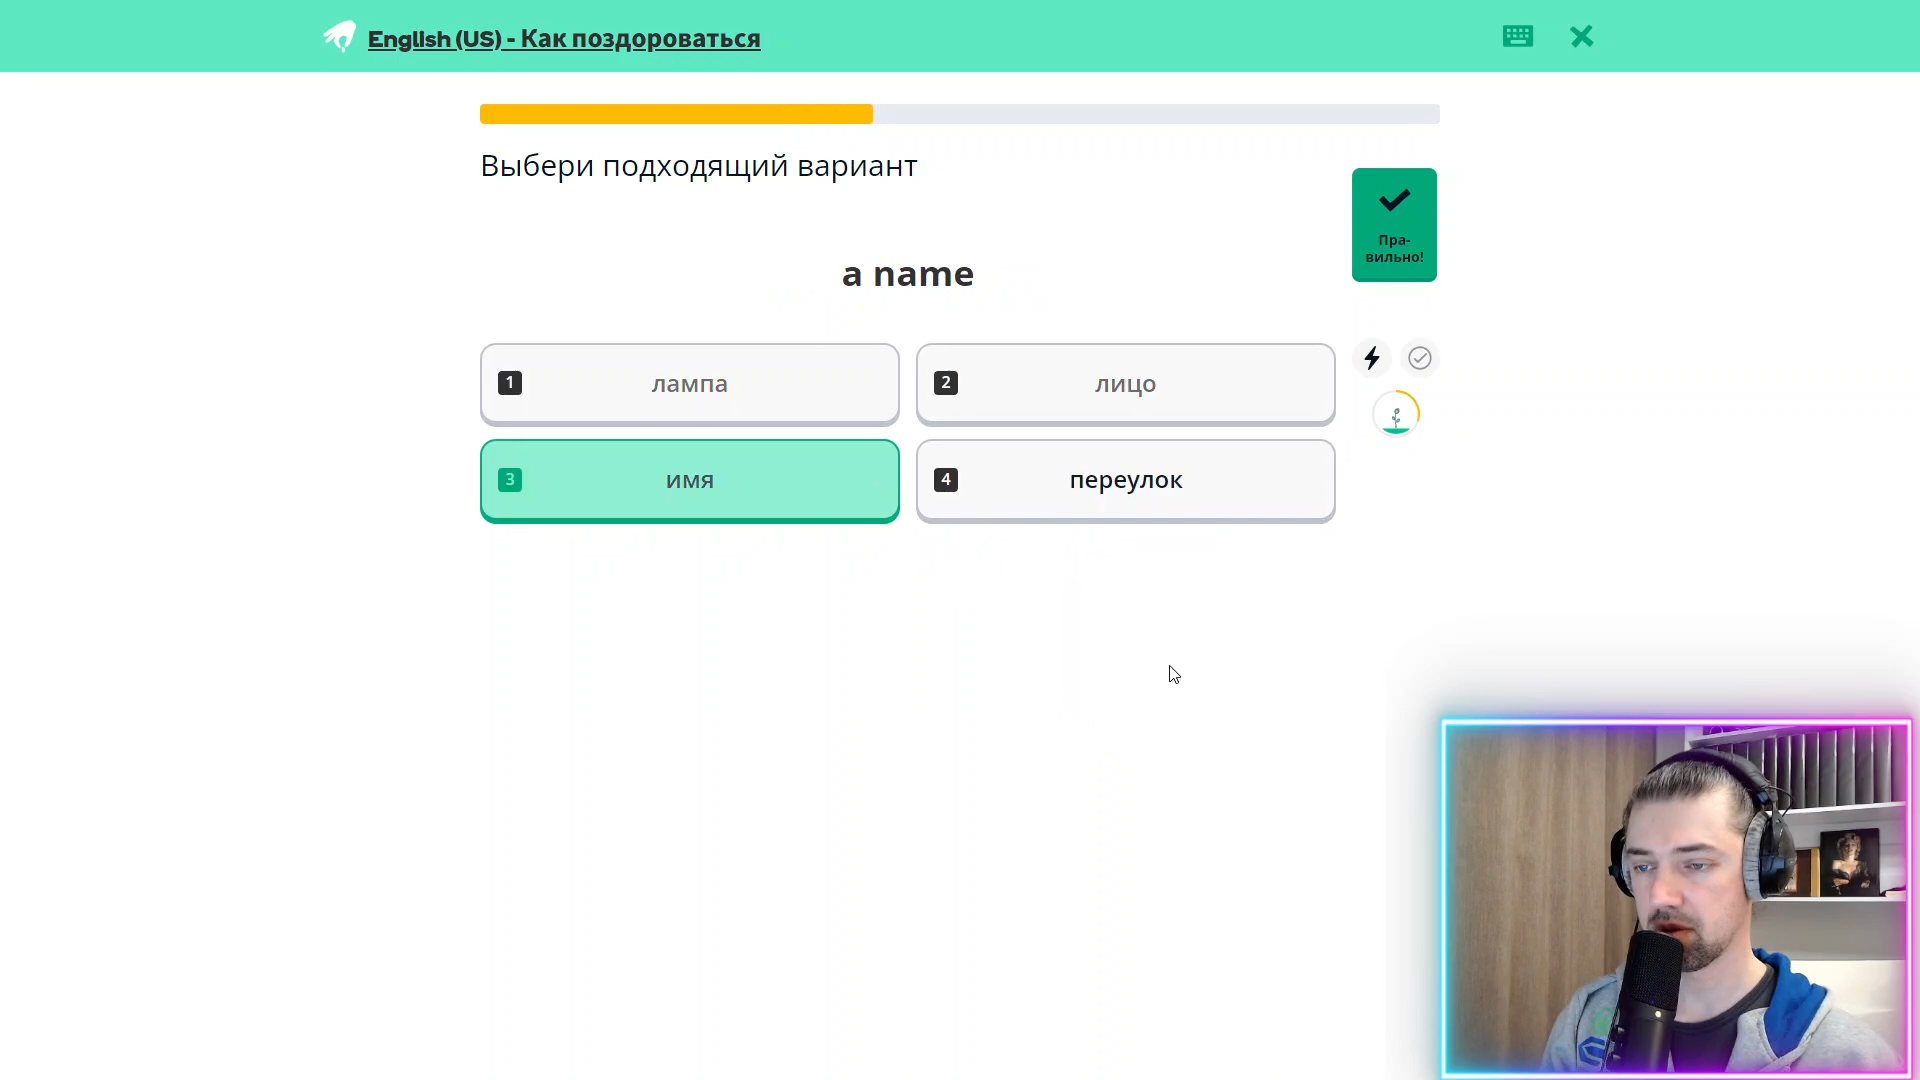 English (US) - Как поздороваться
Выбери подходящий вариант
Пра-
вильно!
a name
1 лампа
2 лицо
3 имя
4 переулок